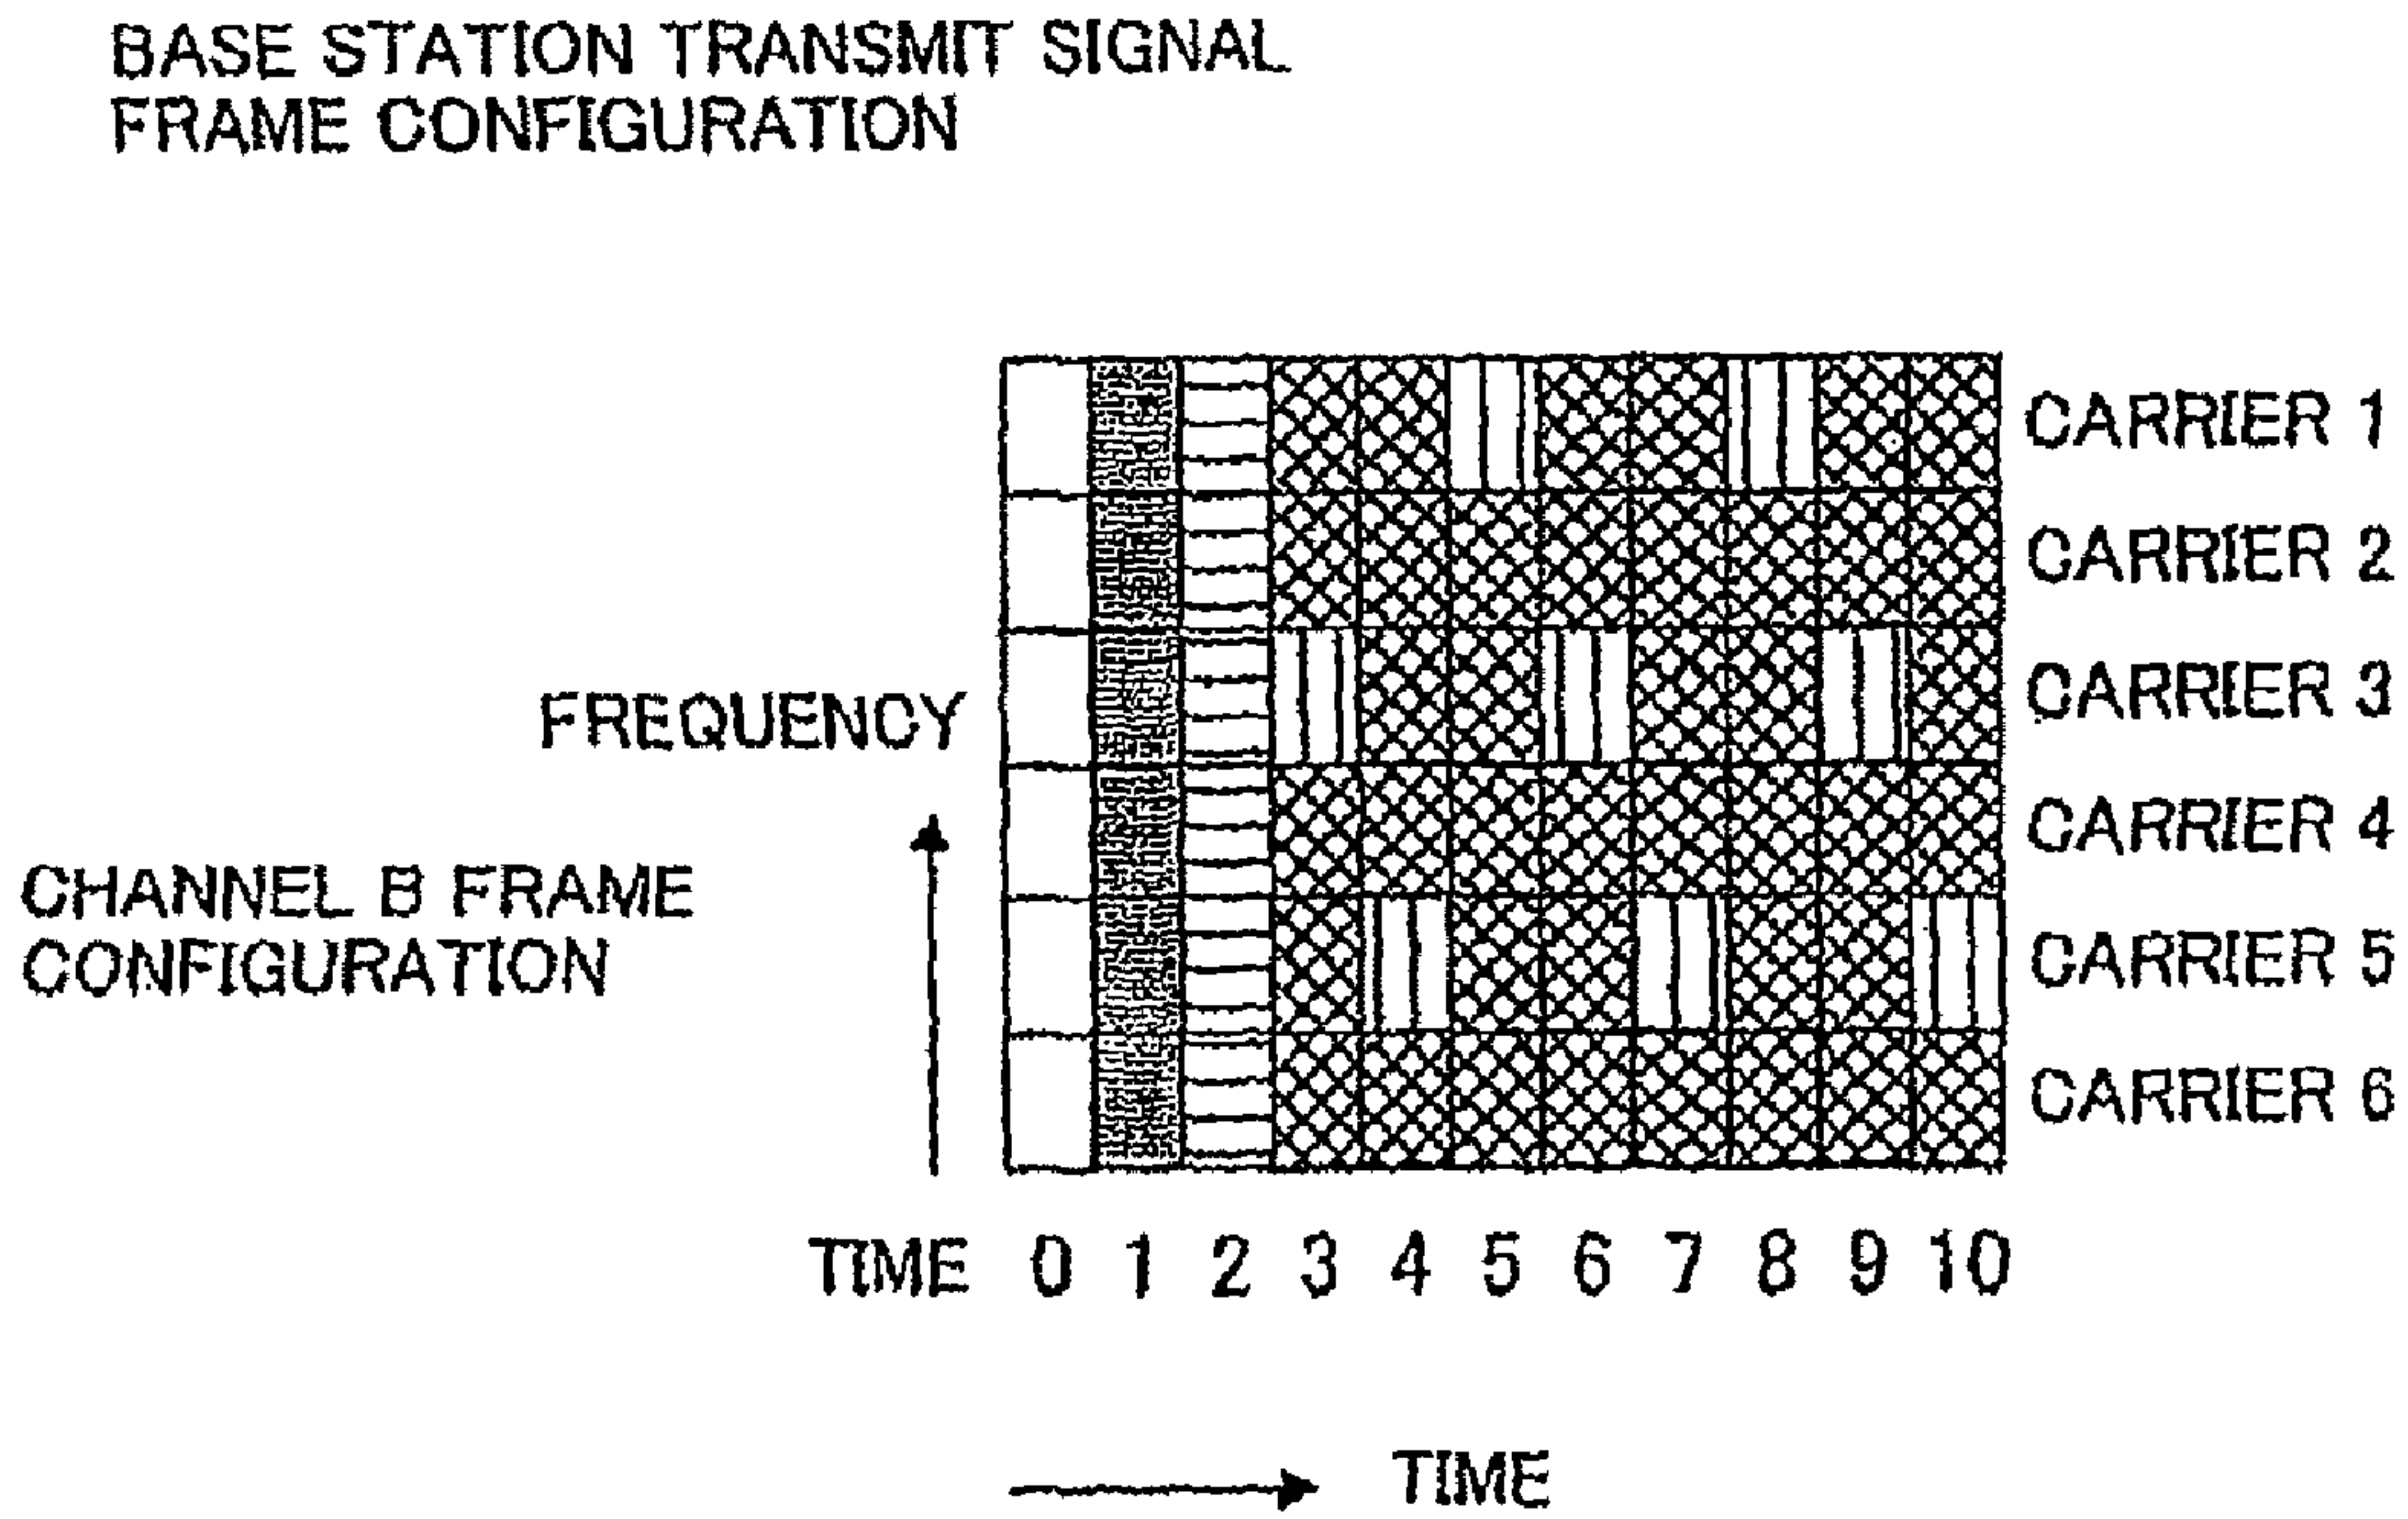 BASE STATION TRANSMIT SIGNAL
FRAME CONFIGURATION
CARRIER 1
CARRIER 2
CARRIER 3
FREQUENCY
CARRIER 4
CHANNEL B FRAME
CONFIGURATION
CARRIER 5
CARRIER 6
TIME 0 1 2 3 4 5 6 7 8 9 10
TIME